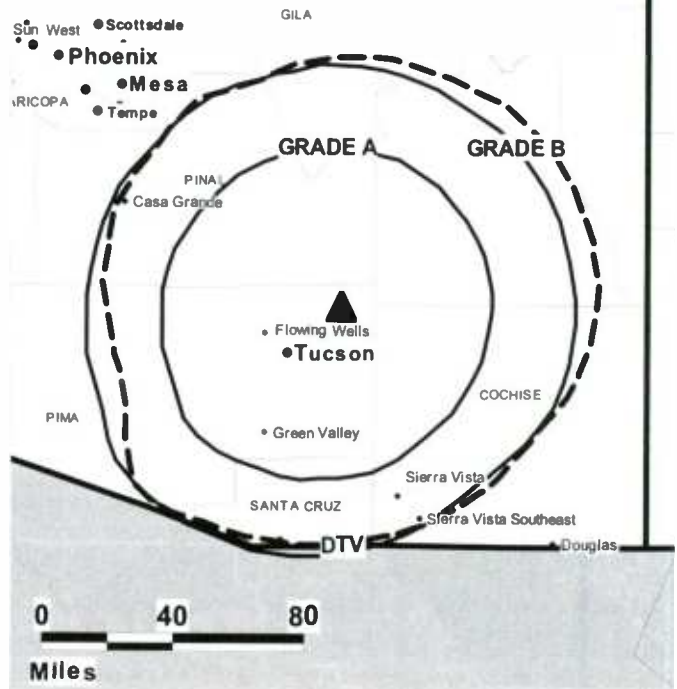 GILA
Sun West
Scottsdale
Phoenix
Mesa
ARICOPA
Tempe
GRADE A
GRADE B
PINAL
Casa Grande
Flowing Wells
Tucson
COCHISE
PIMA
Green Valley
Sierra Vista
SANTA CRUZ
Sierra Vista Southeast
DTV
Douglas
0 40 80
Miles